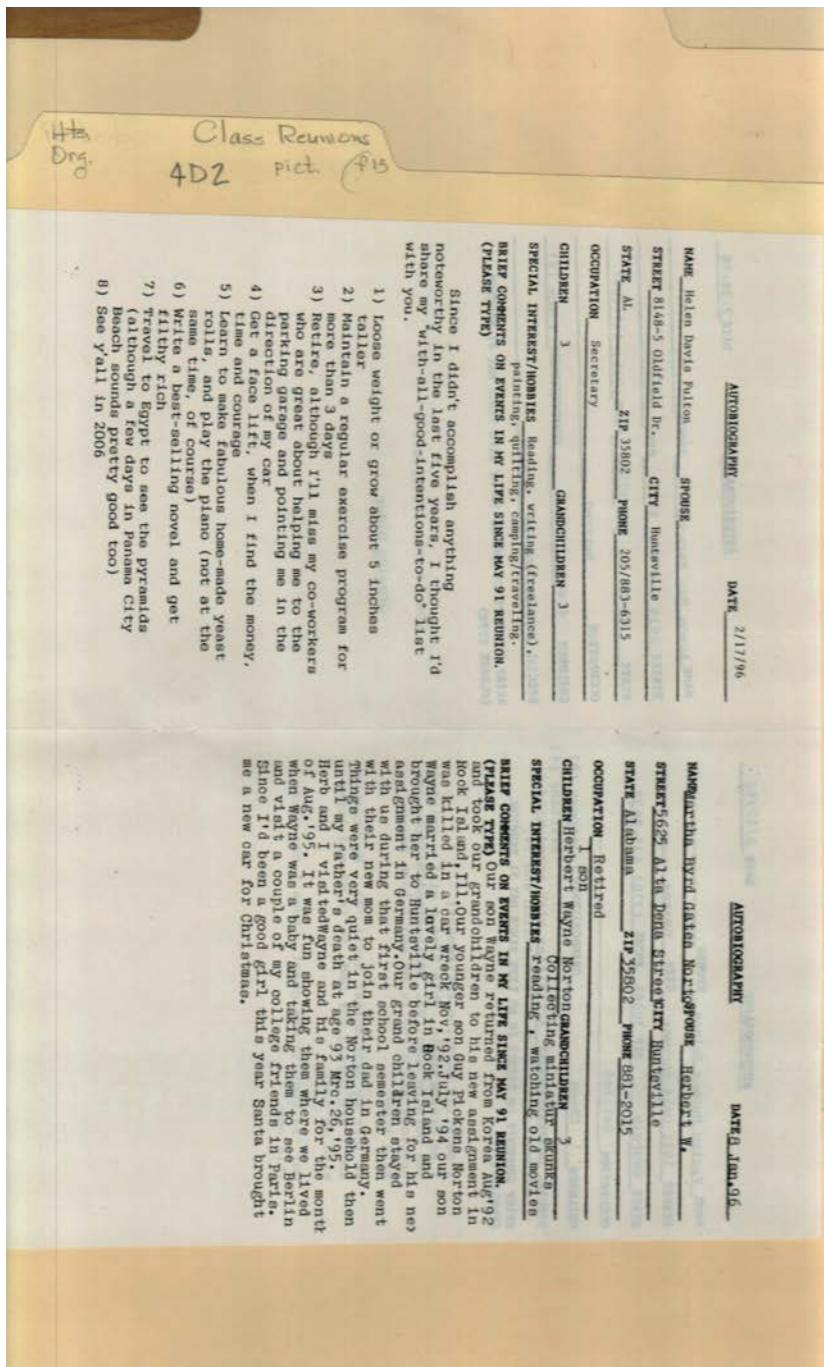 Hts. Class Reunions
Org. 4D2 pict.
AUTOBIOGRAPHY DATE 2/17/96
NAME Helen Davis Fulton SPOUSE
STREET 8148-5 Oldfield Dr. CITY Huntsville
STATE AL ZIP 35802 PHONE 205/883-6315
OCCUPATION Secretary
CHILDREN 3 GRANDCHILDREN 3
SPECIAL INTEREST/HOBBIES Reading, writing (freelance),
painting, quilting, camping/traveling.
BRIEF COMMENTS ON EVENTS IN MY LIFE SINCE MAY 91 REUNION.
(PLEASE TYPE)
Since I didn't accomplish anything
noteworthy in the last five years, I thought I'd
share my "with-all-good-intentions-to-do" list
with you.
1) Loose weight or grow about 5 inches
taller
2) Maintain a regular exercise program for
more than 3 days
3) Retire, although I'll miss my co-workers
who are great about helping me to the
parking garage and pointing me in the
direction of my car
4) Get a face lift, when I find the money,
time and courage
5) Learn to make fabulous home-made yeast
rolls, and play the piano (not at the
same time, of course)
6) Write a best-selling novel and get
filthy rich
7) Travel to Egypt to see the pyramids
(although a few days in Panama City
Beach sounds pretty good too)
8) See y'all in 2006
AUTOBIOGRAPHY DATE 8 Jan.96
NAME Martha Byrd Gaten Norton SPOUSE Herbert W.
STREET 5625 Alta Dena Street CITY Huntsville
STATE Alabama ZIP 35802 PHONE 881-2015
OCCUPATION Retired
1 son
CHILDREN Herbert Wayne Norton GRANDCHILDREN 3
Collecting miniatur skunks
SPECIAL INTEREST/HOBBIES reading , watching old movies
BRIEF COMMENTS ON EVENTS IN MY LIFE SINCE MAY 91 REUNION.
(PLEASE TYPE) Our son Wayne returned from Korea Aug'92
and took our grandchildren to his new assignment in
Rock Island,Ill.Our younger son Guy Pickens Norton
was killed in a car wreck Nov,'92.July '94 our son
Wayne married a lovely girl in Rock Island and
brought her to Huntsville before leaving for his new
assignment in Germany.Our grand children stayed
with us during that first school semester then went
with their new mom to join their dad in Germany.
Things were very quiet in the Norton household then
until my father's death at age 93 Mrc.26,'95.
Herb and I visitedWayne and his family for the month
of Aug.'95. It was fun showing them where we lived
when Wayne was a baby and taking them to see Berlin
and visit a couple of my college friends in Paris.
Since I'd been a good girl this year Santa brought
me a new car for Christmas.